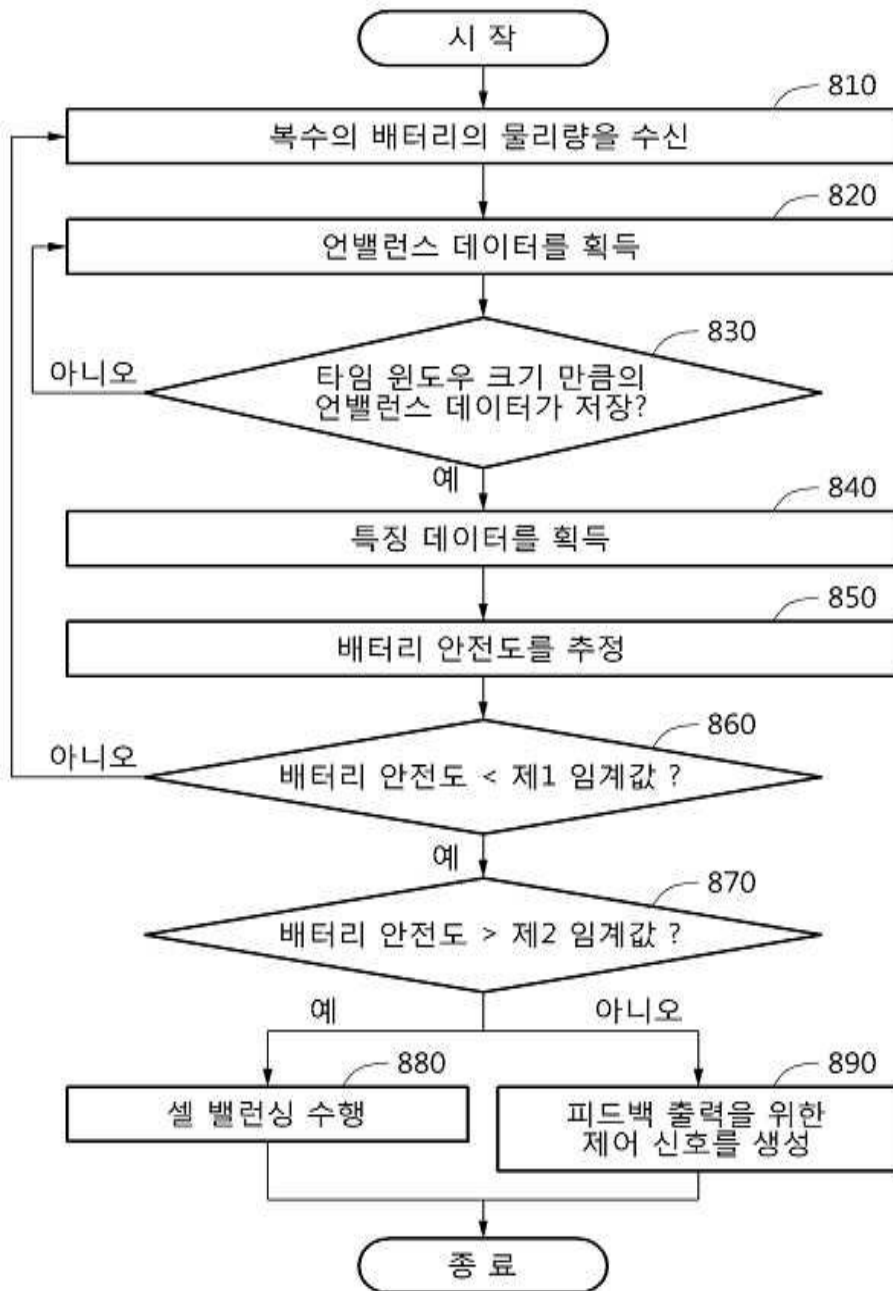 시 작
810
복수의 배터리의 물리량을 수신
820
언밸런스 데이터를 획득
830
아니오
타임 윈도우 크기 만큼의
언밸런스 데이터가 저장?
예
840
특징 데이터를 획득
850
배터리 안전도를 추정
860
아니오
배터리 안전도 < 제1 임계값 ?
예
870
배터리 안전도 > 제2 임계값 ?
예
아니오
880
890
셀 밸런싱 수행
피드백 출력을 위한
제어 신호를 생성
종 료